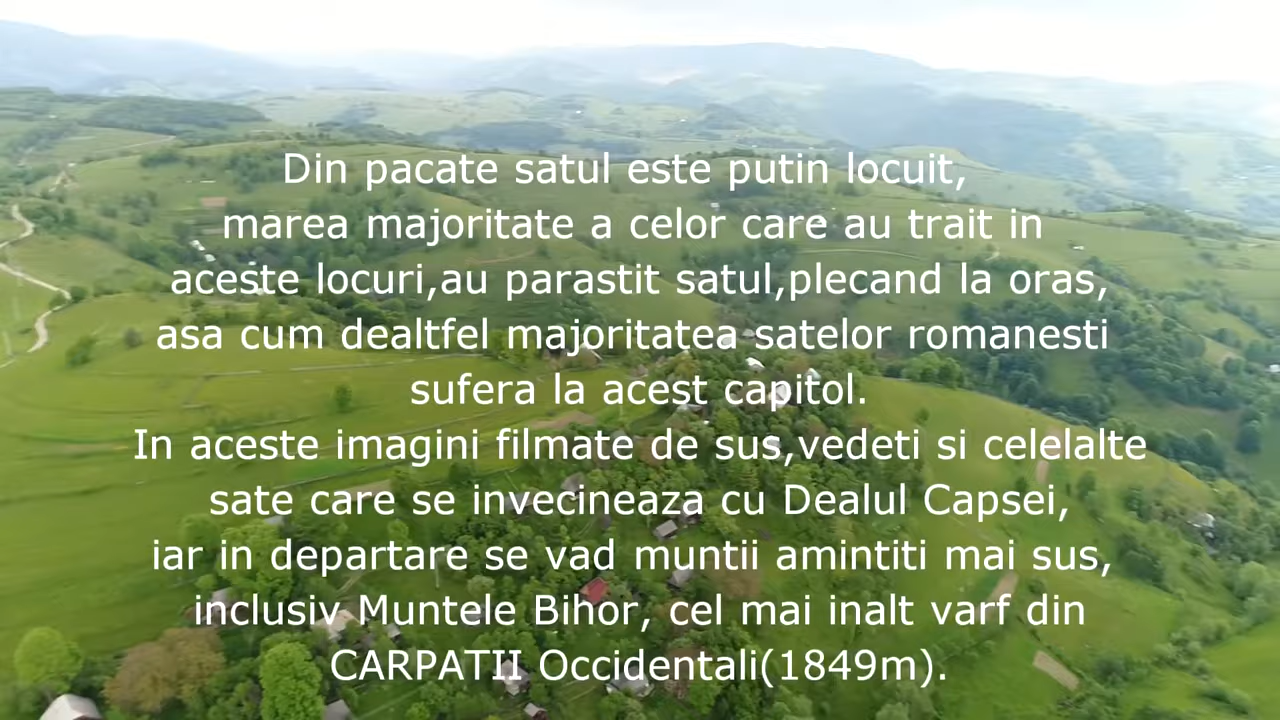 Din pacate satul este putin locuit,
marea majoritate a celor care au trait in
aceste locuri,au parastit satul,plecand la oras,
asa cum dealtfel majoritatea satelor romanesti
sufera la acest capitol.
In aceste imagini filmate de sus,vedeti si celelalte
sate care se invecineaza cu Dealul Capsei,
iar in departare se vad muntii amintiti mai sus,
inclusiv Muntele Bihor, cel mai inalt varf din
CARPATII Occidentali(1849m).